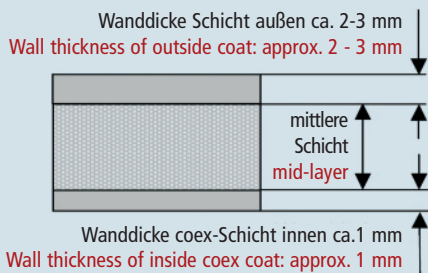 Wanddicke Schicht außen ca. 2-3 mm
Wall thickness of outside coat: approx. 2 - 3 mm
mittlere
Schicht
mid-layer
Wanddicke coex-Schicht innen ca.1 mm
Wall thickness of inside coex coat: approx. 1 mm